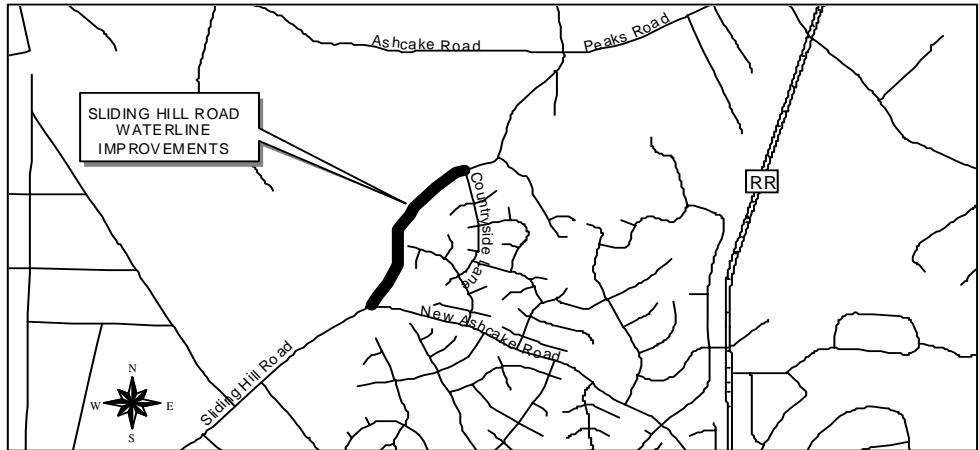 Ashcake Road
Peaks Road
SLIDING HILL ROAD
WATERLINE
IMPROVEMENTS
RR
Countryside Lane
New Ashcake Road
Sliding Hill Road
N
W
E
S